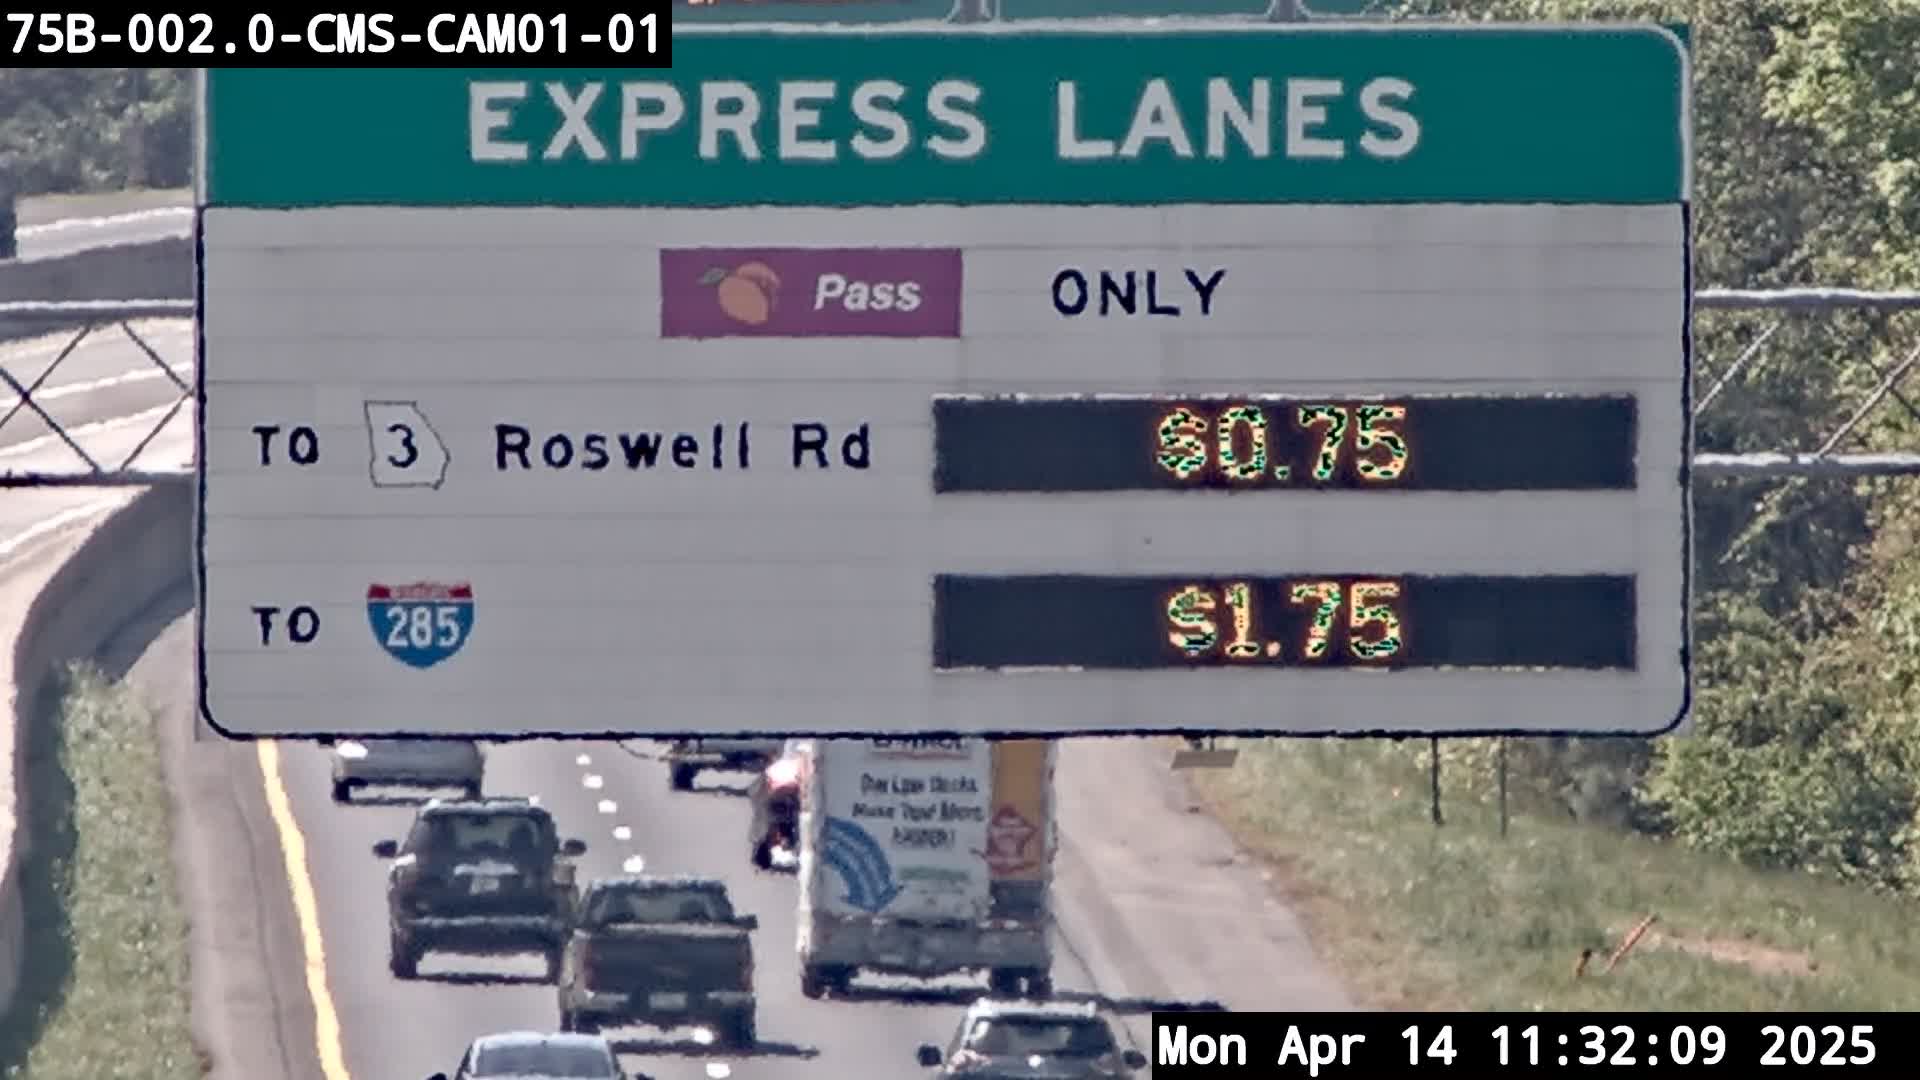 75B-002.0-CMS-CAM01-01
EXPRESS LANES
Pass ONLY
TO 3 Roswell Rd $0.75
TO 285 $1.75
Mon Apr 14 11:32:09 2025